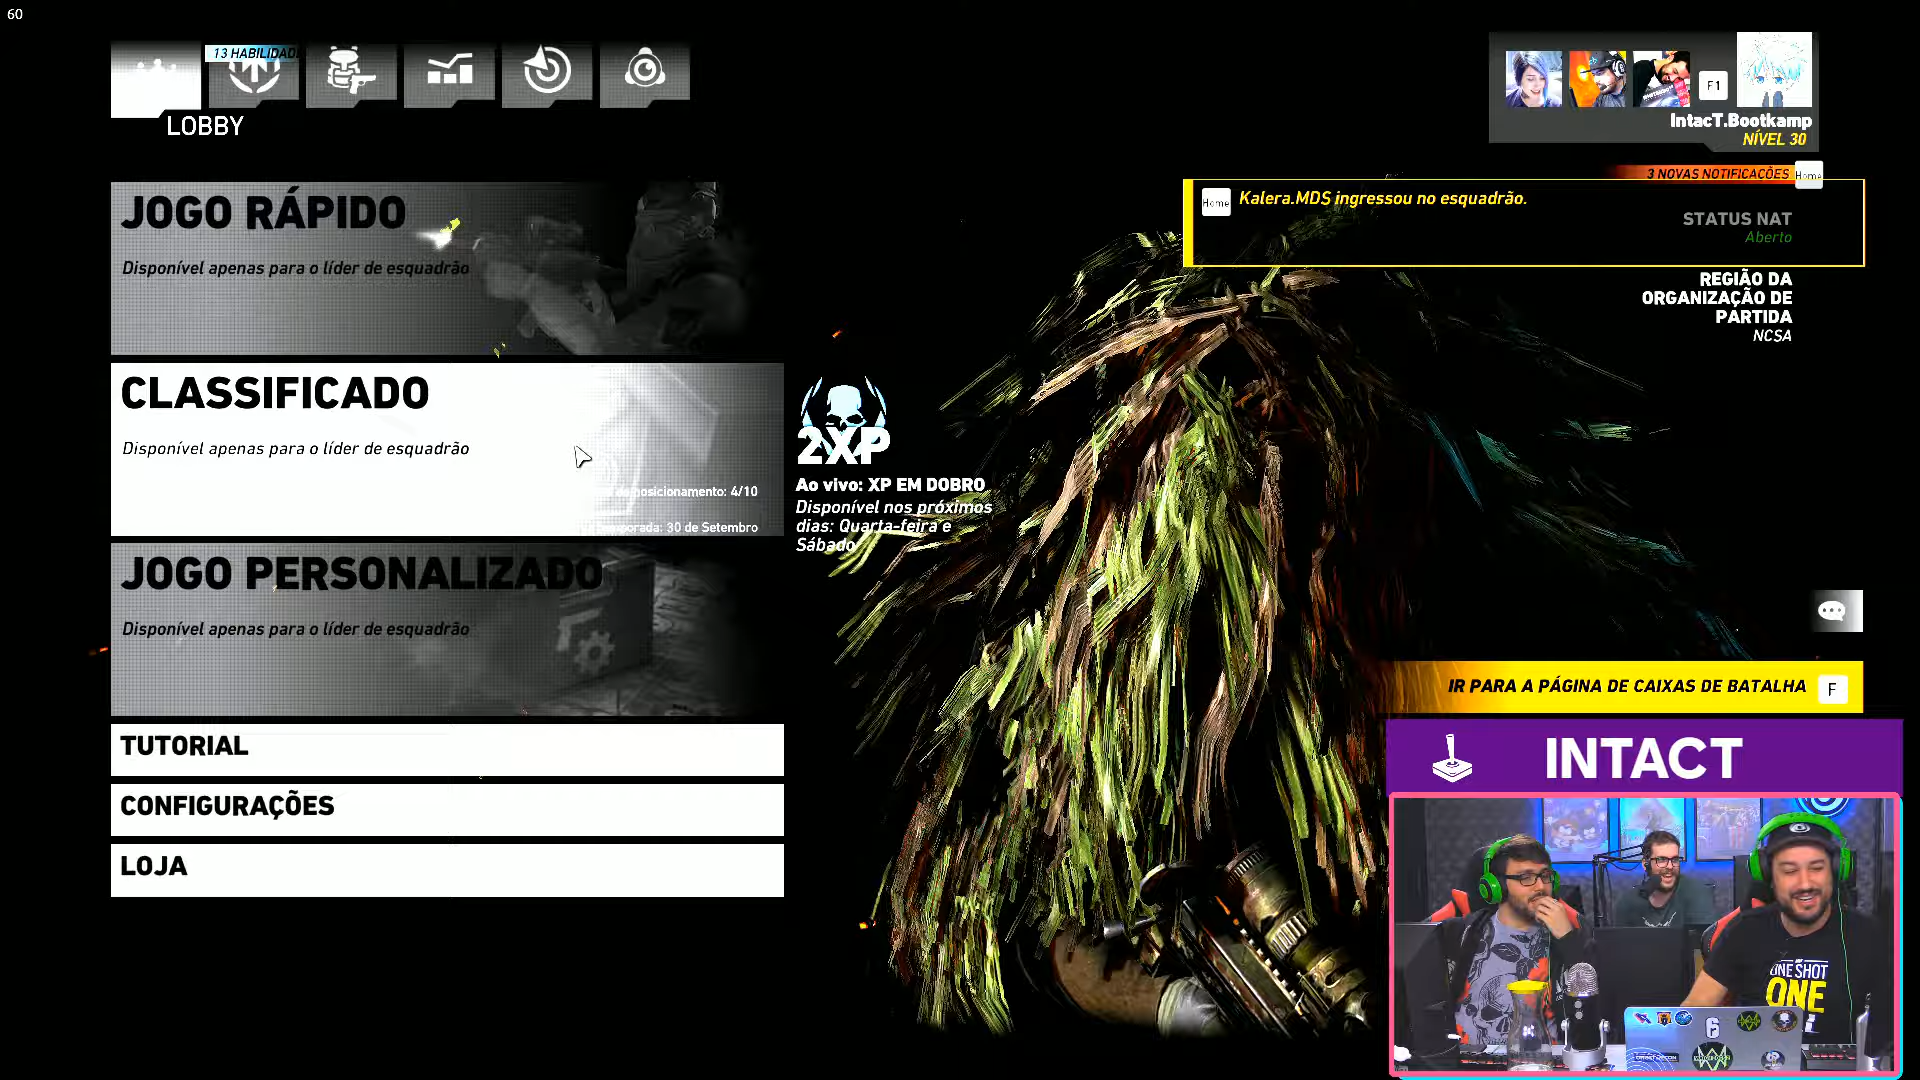 60
13 HABILIDAD
LOBBY
F1
IntacT.Bootkamp
NÍVEL 30
3 NOVAS NOTIFICAÇÕES
Home
Home
Kalera.MDS ingressou no esquadrão.
STATUS NAT
Aberto
REGIÃO DA
ORGANIZAÇÃO DE
PARTIDA
NCSA
JOGO RÁPIDO
Disponível apenas para o líder de esquadrão
CLASSIFICADO
Disponível apenas para o líder de esquadrão
posicionamento: 4/10
30 de Setembro
2XP
Ao vivo: XP EM DOBRO
Disponível nos próximos
dias: Quarta-feira e
Sábado
JOGO PERSONALIZADO
Disponível apenas para o líder de esquadrão
TUTORIAL
CONFIGURAÇÕES
LOJA
IR PARA A PÁGINA DE CAIXAS DE BATALHA
F
INTACT
ONE SHOT
ONE